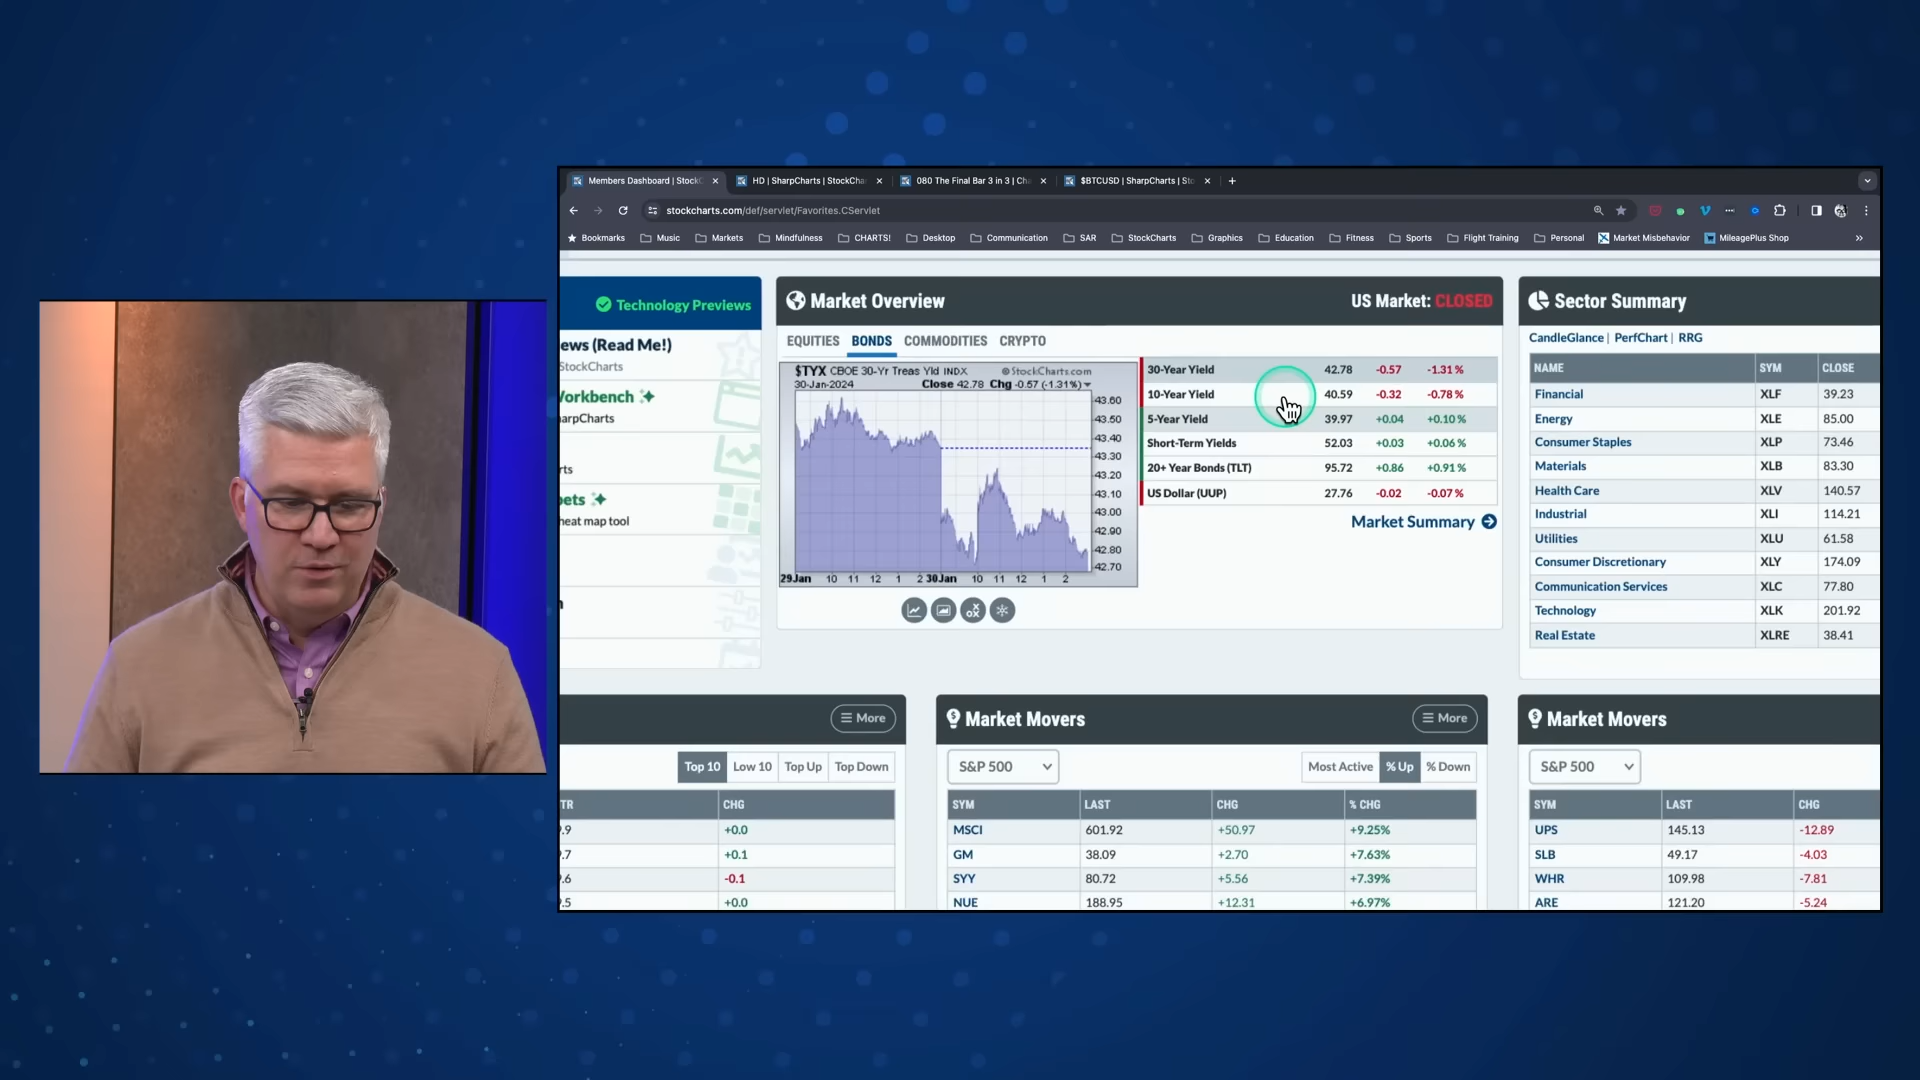 Members Dashboard | StockC
HD | SharpCharts | StockCha
080 The Final Bar 3 in 3 | Cha
$BTCUSD | SharpCharts | Sto
stockcharts.com/def/servlet/Favorites.CServlet
Bookmarks
Music
Markets
Mindfulness
CHARTS!
Desktop
Communication
SAR
StockCharts
Graphics
Education
Fitness
Sports
Flight Training
Personal
Market Misbehavior
MileagePlus Shop
Technology Previews
ews (Read Me!)
StockCharts
Vorkbench
arpCharts
rts
pets
heat map tool
Market Overview
US Market: CLOSED
EQUITIES BONDS COMMODITIES CRYPTO
$TYX CBOE 30-Yr Treas Yld INDX @StockCharts.com
30-Jan-2024 Close 42.78 Chg -0.57 (-1.31%)
43.60
43.50
43.40
43.30
43.20
43.10
43.00
42.90
42.80
42.70
29Jan 10 11 12 1 2 30Jan 10 11 12 1 2
30-Year Yield 42.78 -0.57 -1.31%
10-Year Yield 40.59 -0.32 -0.78%
5-Year Yield 39.97 +0.04 +0.10%
Short-Term Yields 52.03 +0.03 +0.06%
20+ Year Bonds (TLT) 95.72 +0.86 +0.91%
US Dollar (UUP) 27.76 -0.02 -0.07%
Market Summary
Sector Summary
CandleGlance | PerfChart | RRG
NAME SYM CLOSE
Financial XLF 39.23
Energy XLE 85.00
Consumer Staples XLP 73.46
Materials XLB 83.30
Health Care XLV 140.57
Industrial XLI 114.21
Utilities XLU 61.58
Consumer Discretionary XLY 174.09
Communication Services XLC 77.80
Technology XLK 201.92
Real Estate XLRE 38.41
More
Top 10 Low 10 Top Up Top Down
TR CHG
.9 +0.0
.7 +0.1
.6 -0.1
.5 +0.0
Market Movers
More
S&P 500
Most Active % Up % Down
SYM LAST CHG % CHG
MSCI 601.92 +50.97 +9.25%
GM 38.09 +2.70 +7.63%
SYY 80.72 +5.56 +7.39%
NUE 188.95 +12.31 +6.97%
Market Movers
S&P 500
SYM LAST CHG
UPS 145.13 -12.89
SLB 49.17 -4.03
WHR 109.98 -7.81
ARE 121.20 -5.24